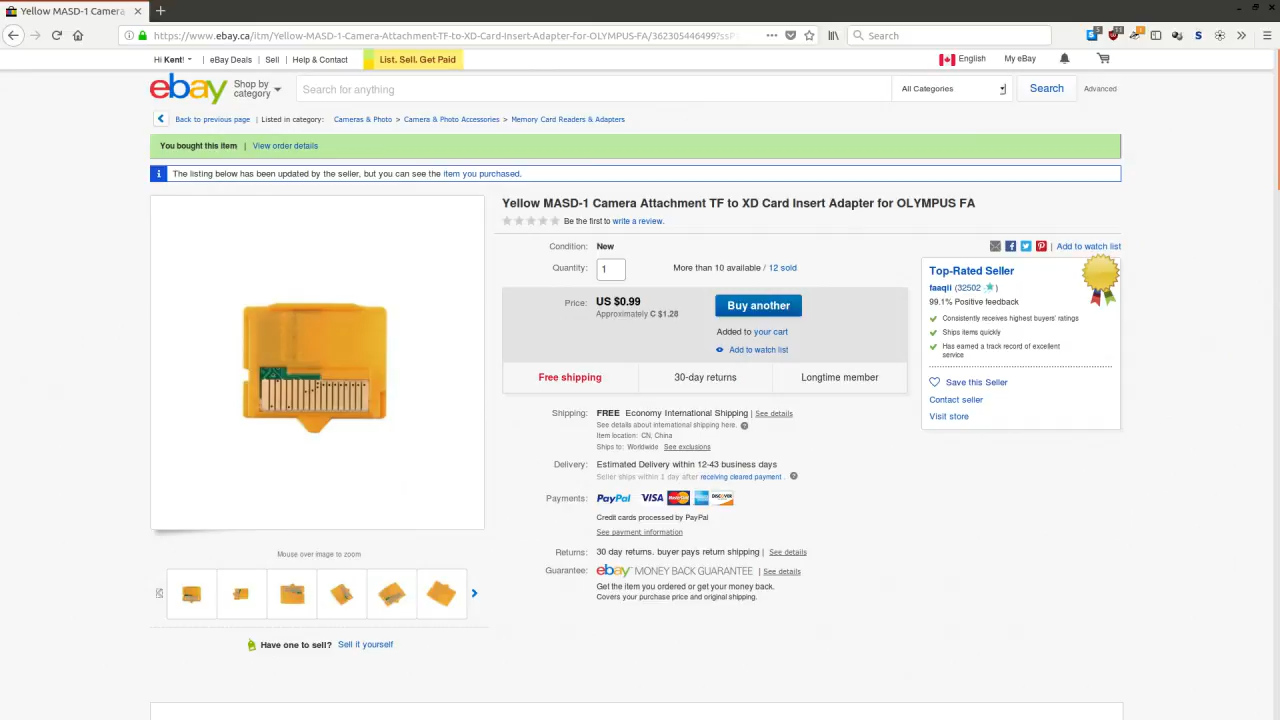 Yellow MASD-1 Camera
https://www.ebay.ca/itm/Yellow-MASD-1-Camera-Attachment-TF-to-XD-Card-Insert-Adapter-for-OLYMPUS-FA/362305446499?ssP
Search
Hi Kent! | eBay Deals | Sell | Help & Contact
List. Sell. Get Paid
English
My eBay
ebay
Shop by category
Search for anything
All Categories
Search
Advanced
Back to previous page | Listed in category: Cameras & Photo > Camera & Photo Accessories > Memory Card Readers & Adapters
You bought this item | View order details
i The listing below has been updated by the seller, but you can see the item you purchased.
Yellow MASD-1 Camera Attachment TF to XD Card Insert Adapter for OLYMPUS FA
Be the first to write a review.
Condition: New
| Add to watch list
Quantity: 1
More than 10 available / 12 sold
Price: US $0.99
Approximately C $1.28
Buy another
Added to your cart
Add to watch list
Free shipping
30-day returns
Longtime member
Top-Rated Seller
faaqii (32502 )
99.1% Positive feedback
Consistently receives highest buyers' ratings
Ships items quickly
Has earned a track record of excellent
service
Save this Seller
Contact seller
Visit store
Shipping: FREE Economy International Shipping | See details
See details about international shipping here. ?
Item location: CN, China
Ships to: Worldwide See exclusions
Delivery: Estimated Delivery within 12-43 business days
Seller ships within 1 day after receiving cleared payment . ?
Payments: PayPal VISA MasterCard DISCOVER
Credit cards processed by PayPal
See payment information
Returns: 30 day returns. buyer pays return shipping | See details
Guarantee: ebay MONEY BACK GUARANTEE | See details
Get the item you ordered or get your money back.
Covers your purchase price and original shipping.
Mouse over image to zoom
Have one to sell? Sell it yourself